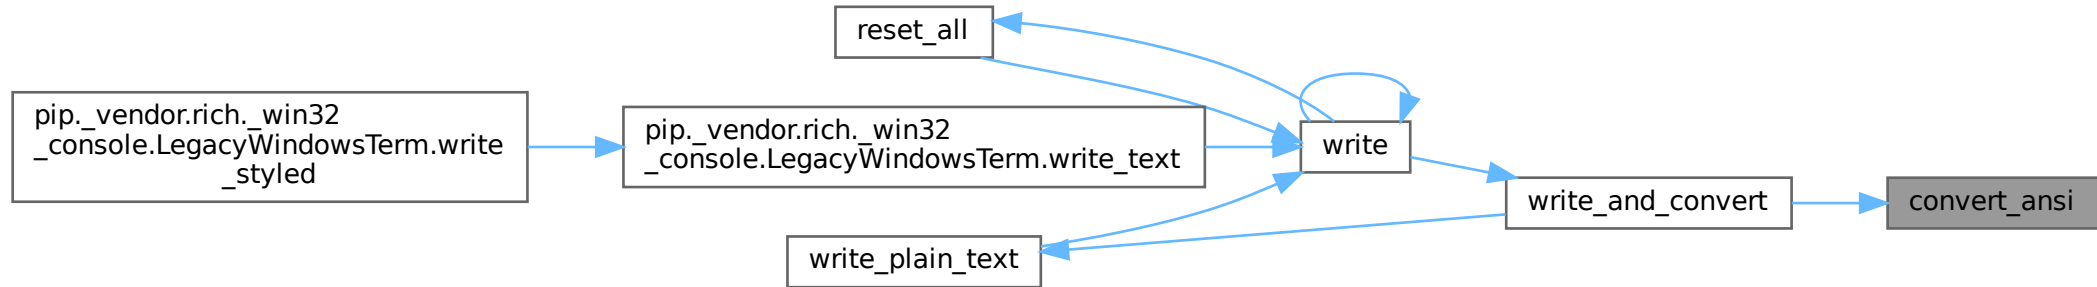 reset_all
pip._vendor.rich._win32
_console.LegacyWindowsTerm.write
_styled
pip._vendor.rich._win32
_console.LegacyWindowsTerm.write_text
write
write_and_convert
convert_ansi
write_plain_text